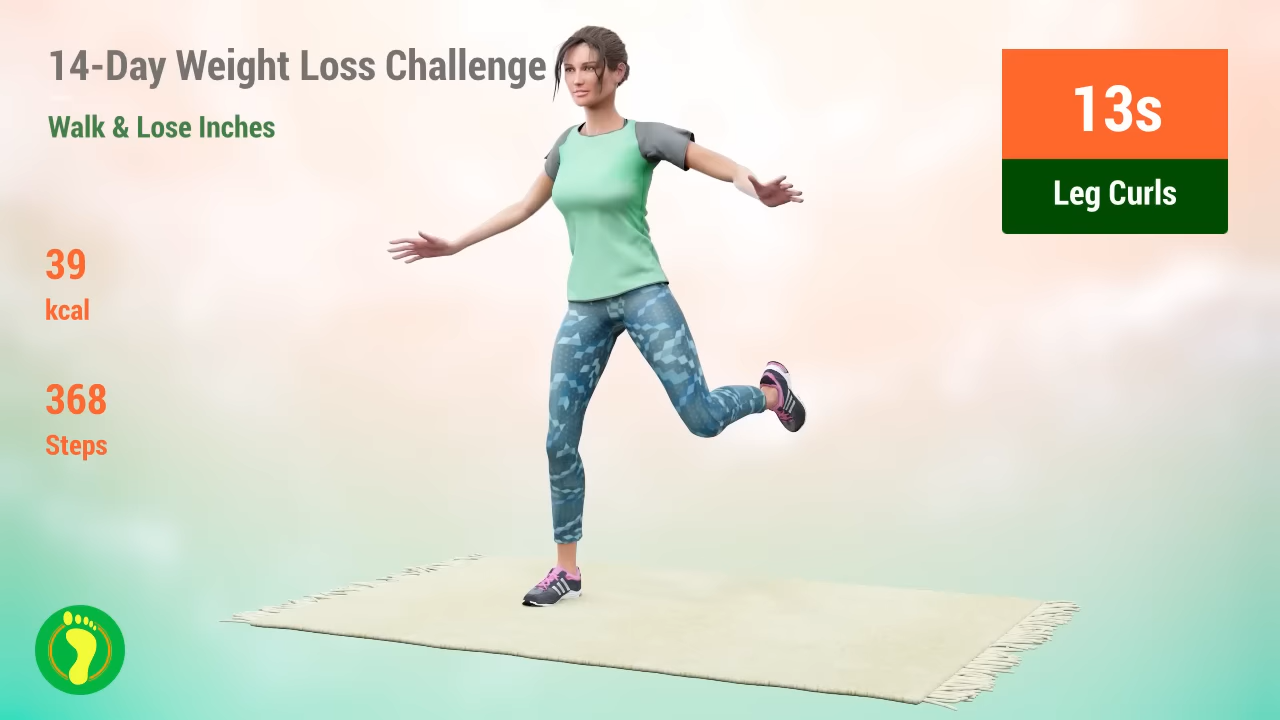 14-Day Weight Loss Challenge
Walk & Lose Inches
13s
Leg Curls
39
kcal
368
Steps